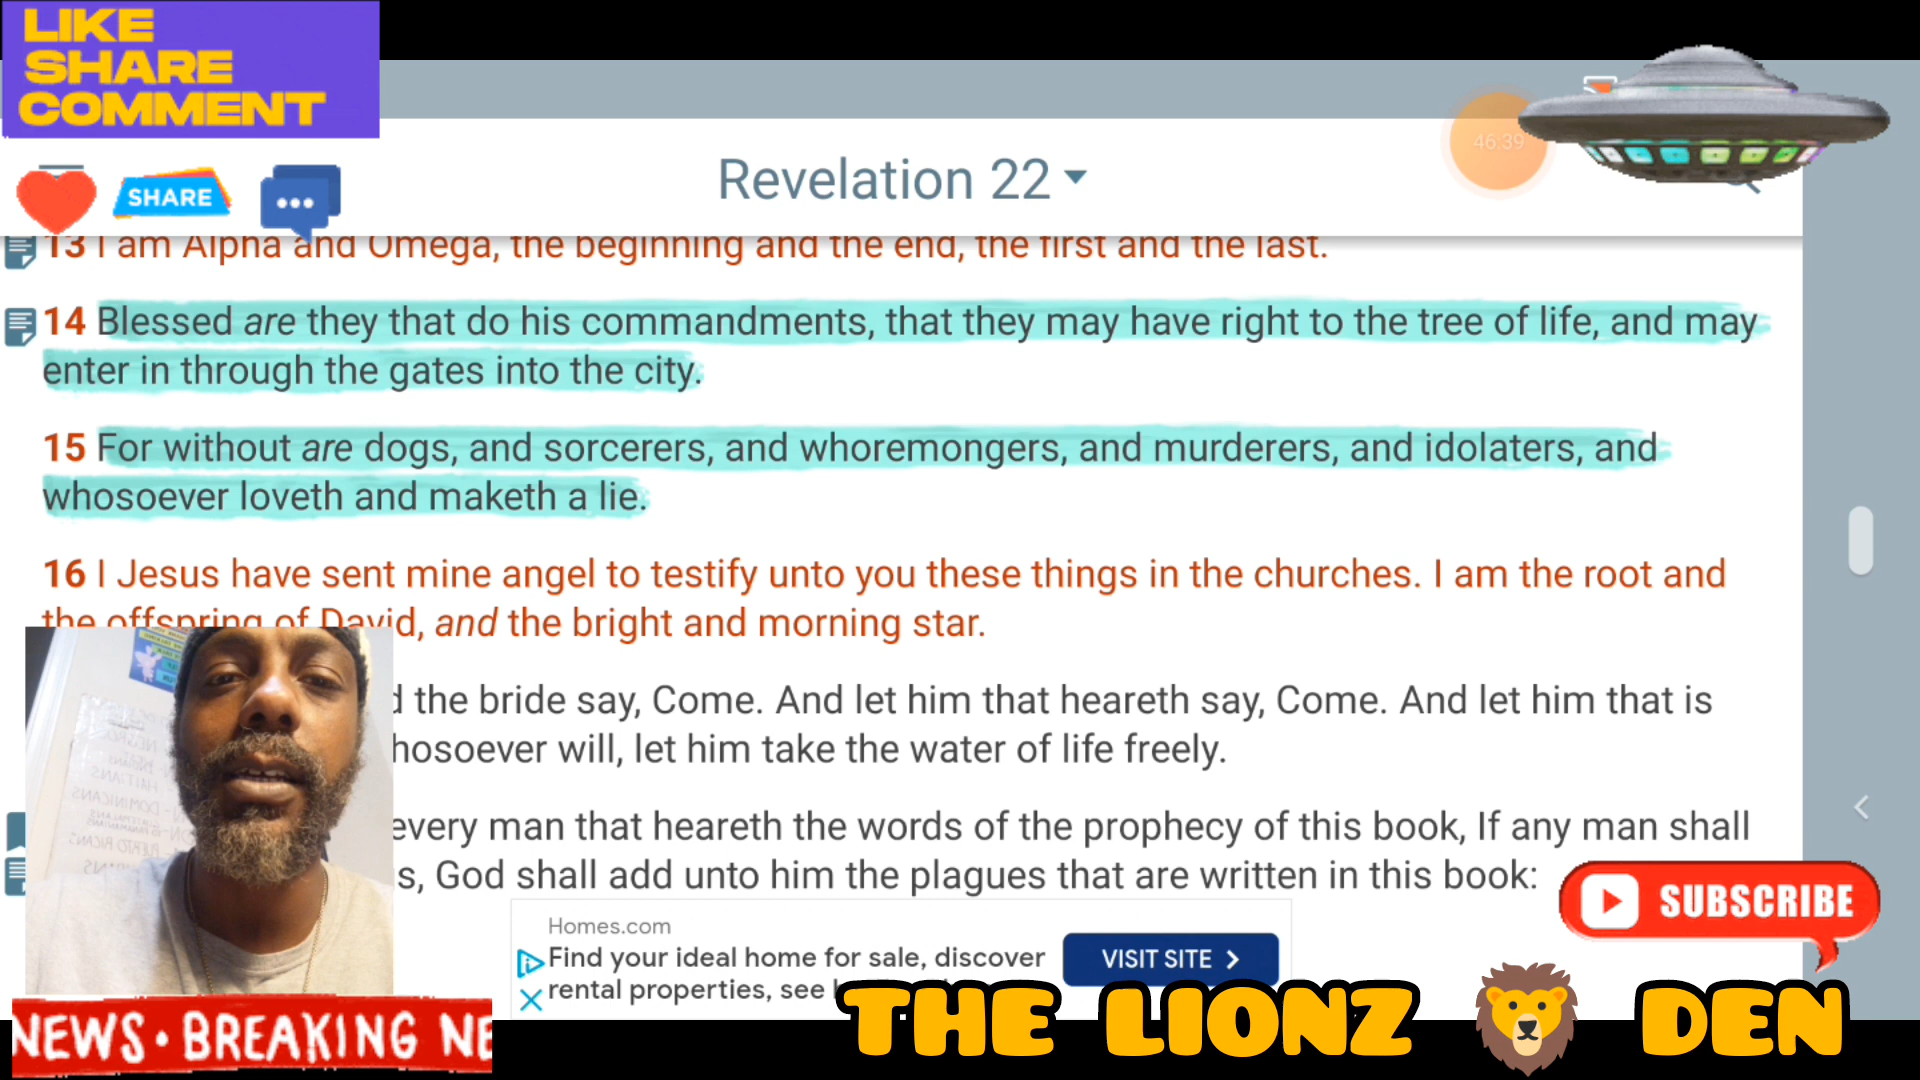 LIKE
SHARE
COMMENT
SHARE
46:39
Revelation 22
13 I am Alpha and Omega, the beginning and the end, the first and the last.
14 Blessed are they that do his commandments, that they may have right to the tree of life, and may
enter in through the gates into the city.
15 For without are dogs, and sorcerers, and whoremongers, and murderers, and idolaters, and
whosoever loveth and maketh a lie.
16 I Jesus have sent mine angel to testify unto you these things in the churches. I am the root and
the offspring of David, and the bright and morning star.
the bride say, Come. And let him that heareth say, Come. And let him that is
hosoever will, let him take the water of life freely.
every man that heareth the words of the prophecy of this book, If any man shall
s, God shall add unto him the plagues that are written in this book:
HAITIANS
DOMINICANS
PUERTO RICANS
Homes.com
Find your ideal home for sale, discover
rental properties, see
VISIT SITE
SUBSCRIBE
NEWS • BREAKING NE
THE LIONZ DEN